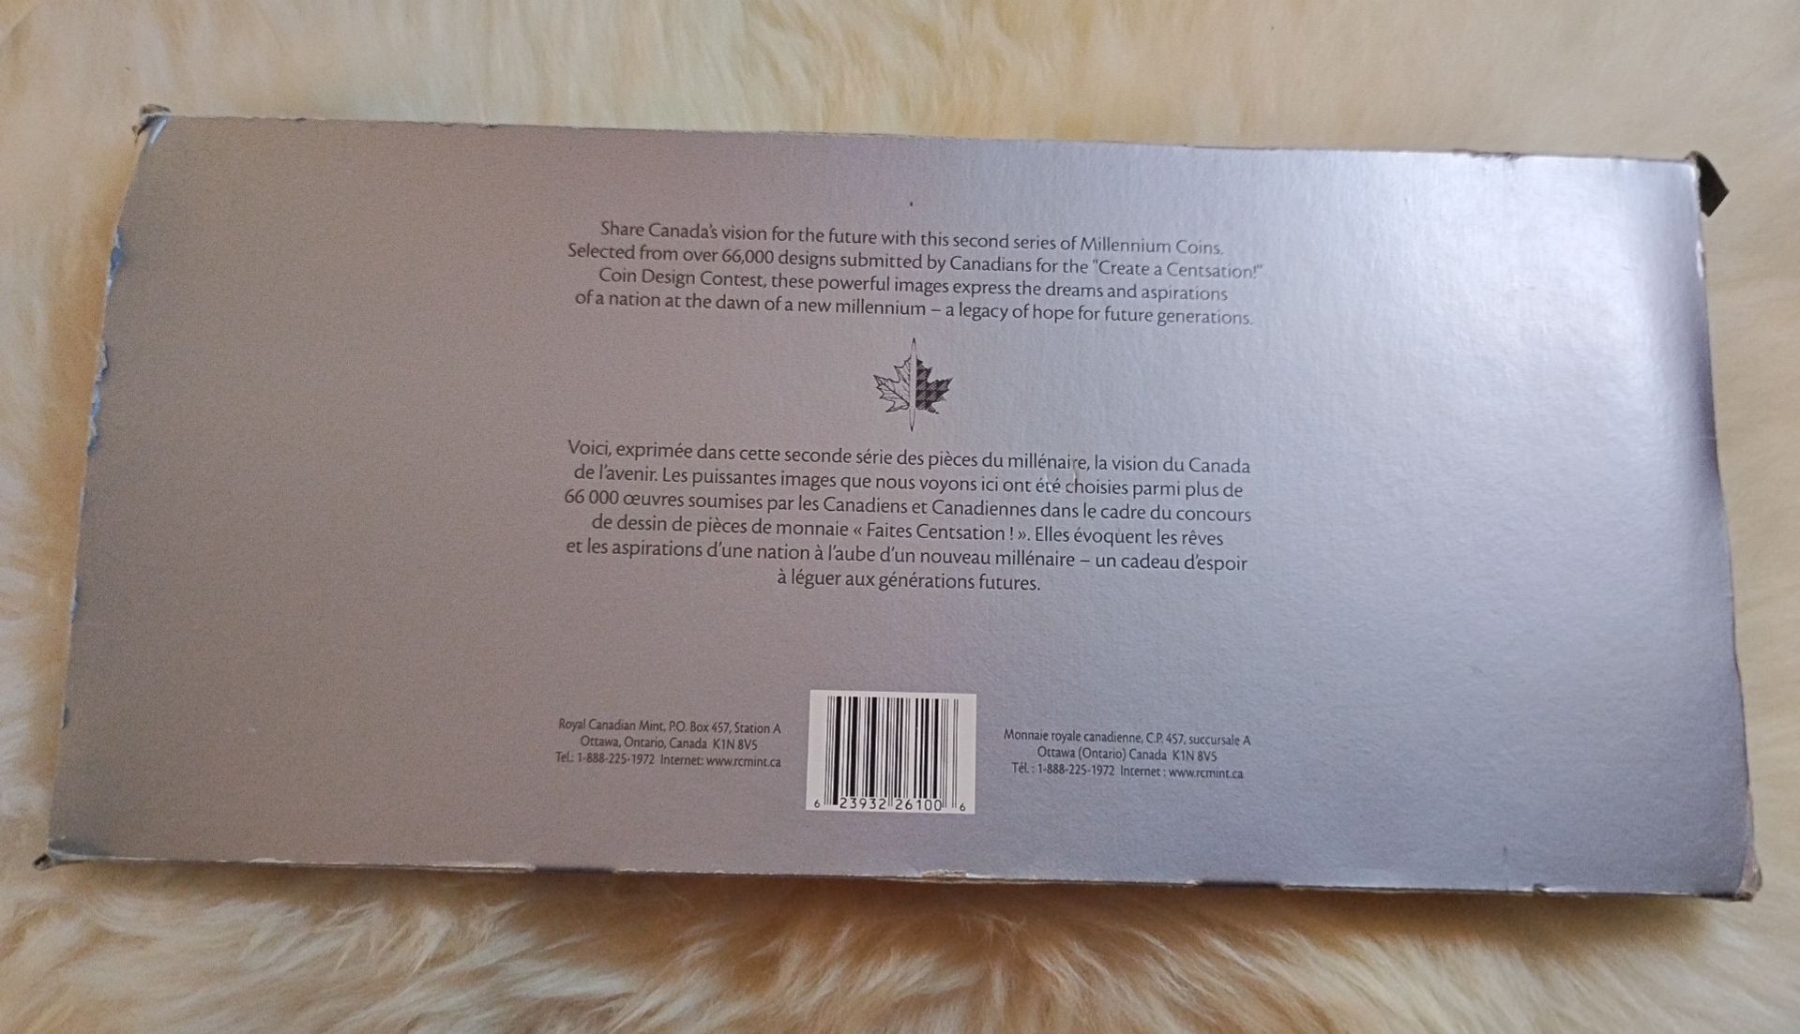 Share Canada's vision for the future with this second series of Millennium Coins.
Selected from over 66,000 designs submitted by Canadians for the "Create a Centsation!"
Coin Design Contest, these powerful images express the dreams and aspirations
of a nation at the dawn of a new millennium – a legacy of hope for future generations.
Voici, exprimée dans cette seconde série des pièces du millénaire, la vision du Canada
de l'avenir. Les puissantes images que nous voyons ici ont été choisies parmi plus de
66 000 œuvres soumises par les Canadiens et Canadiennes dans le cadre du concours
de dessin de pièces de monnaie « Faites Centsation ! ». Elles évoquent les rêves
et les aspirations d'une nation à l'aube d'un nouveau millénaire – un cadeau d'espoir
à léguer aux générations futures.
Royal Canadian Mint, P.O. Box 457, Station A
Ottawa, Ontario, Canada K1N 8V5
Tel.: 1-888-225-1972 Internet: www.rcmint.ca
6 23932 26100 6
Monnaie royale canadienne, C.P. 457, succursale A
Ottawa (Ontario) Canada K1N 8V5
Tél. : 1-888-225-1972 Internet : www.rcmint.ca